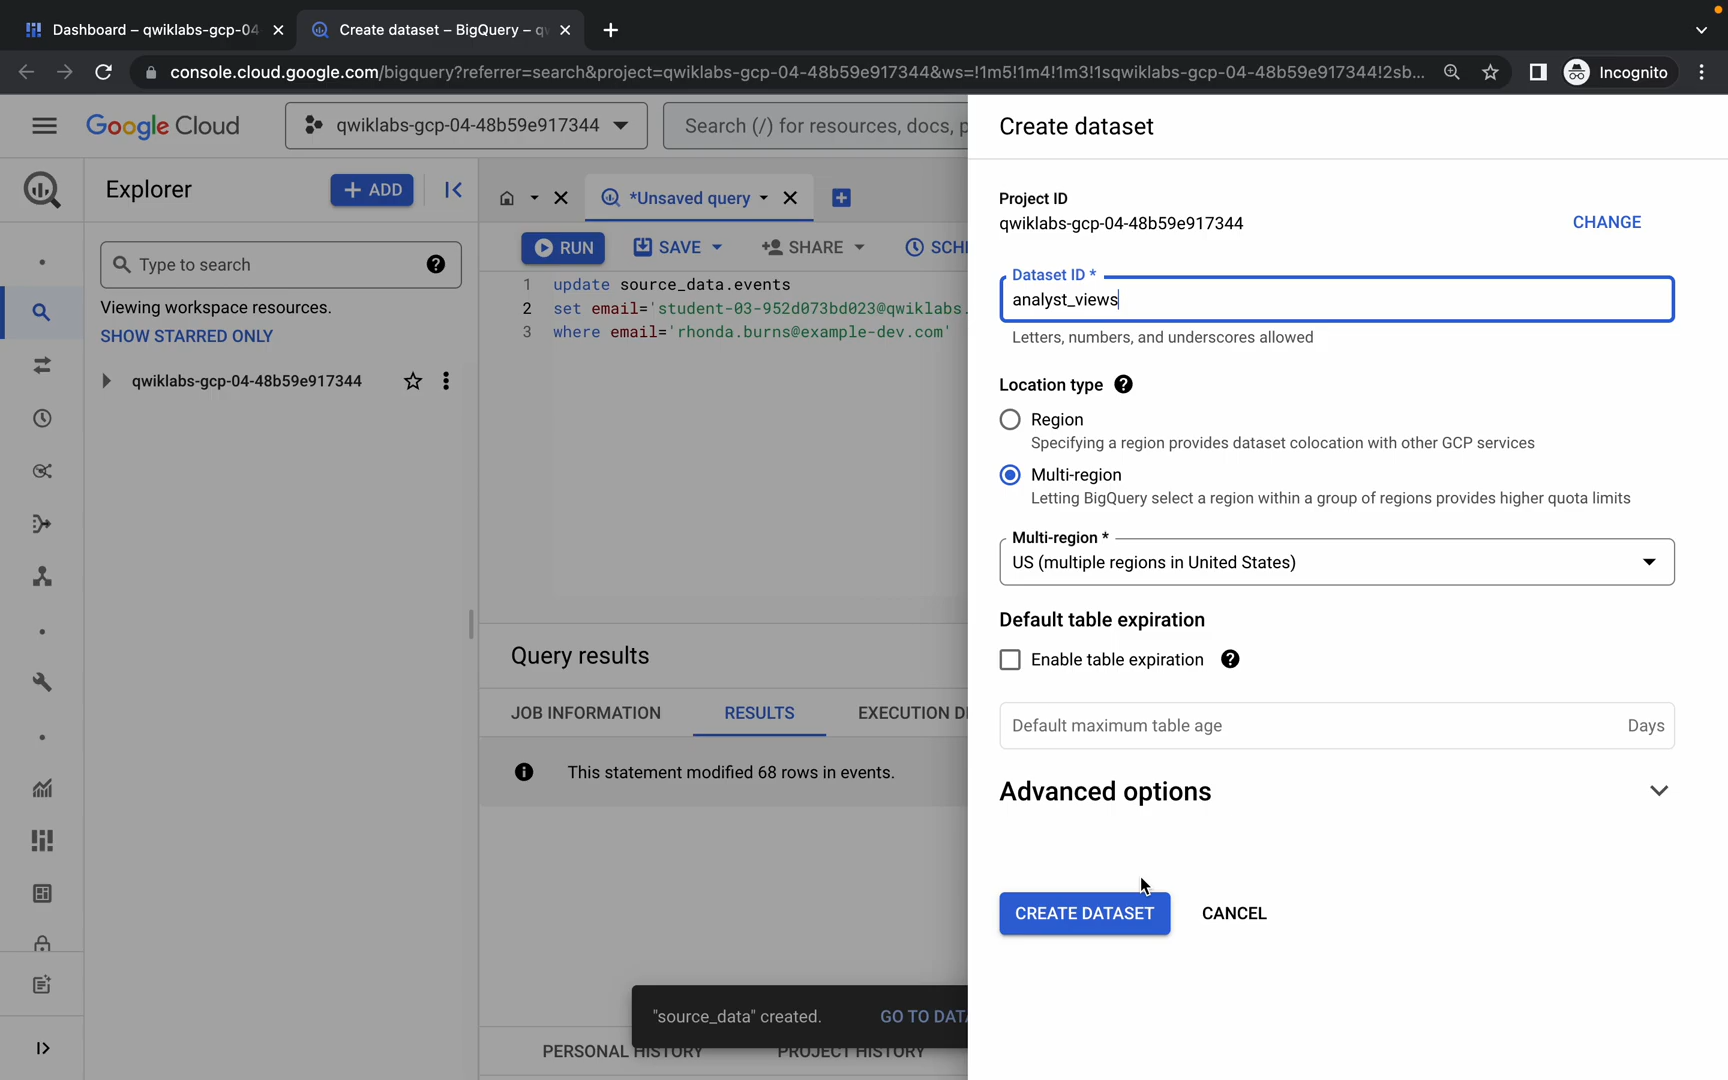 Dashboard – qwiklabs-gcp-04
Create dataset – BigQuery –
console.cloud.google.com/bigquery?referrer=search&project=qwiklabs-gcp-04-48b59e917344&ws=!1m5!1m4!1m3!1sqwiklabs-gcp-04-48b59e917344!2sb...
Incognito
Google Cloud
qwiklabs-gcp-04-48b59e917344
Search (/) for resources, docs, p
Explorer
+ ADD
Type to search
Viewing workspace resources.
SHOW STARRED ONLY
qwiklabs-gcp-04-48b59e917344
*Unsaved query
RUN
SAVE
SHARE
SCHE
1 update source_data.events
2 set email='student-03-952d073bd023@qwiklabs.
3 where email='rhonda.burns@example-dev.com'
Query results
JOB INFORMATION
RESULTS
EXECUTION D
This statement modified 68 rows in events.
"source_data" created.
GO TO DATA
PERSONAL HISTORY
PROJECT HISTORY
Create dataset
Project ID
qwiklabs-gcp-04-48b59e917344
CHANGE
Dataset ID *
analyst_views
Letters, numbers, and underscores allowed
Location type
Region
Specifying a region provides dataset colocation with other GCP services
Multi-region
Letting BigQuery select a region within a group of regions provides higher quota limits
Multi-region *
US (multiple regions in United States)
Default table expiration
Enable table expiration
Default maximum table age
Days
Advanced options
CREATE DATASET
CANCEL